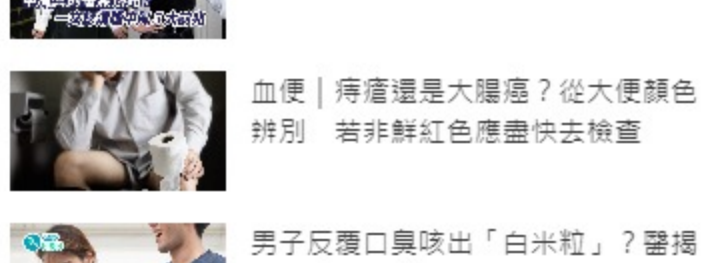 血便｜痔瘡還是大腸癌？從大便顏色
辨別　若非鮮紅色應盡快去檢查
男子反覆口臭咳出「白米粒」？醫揭